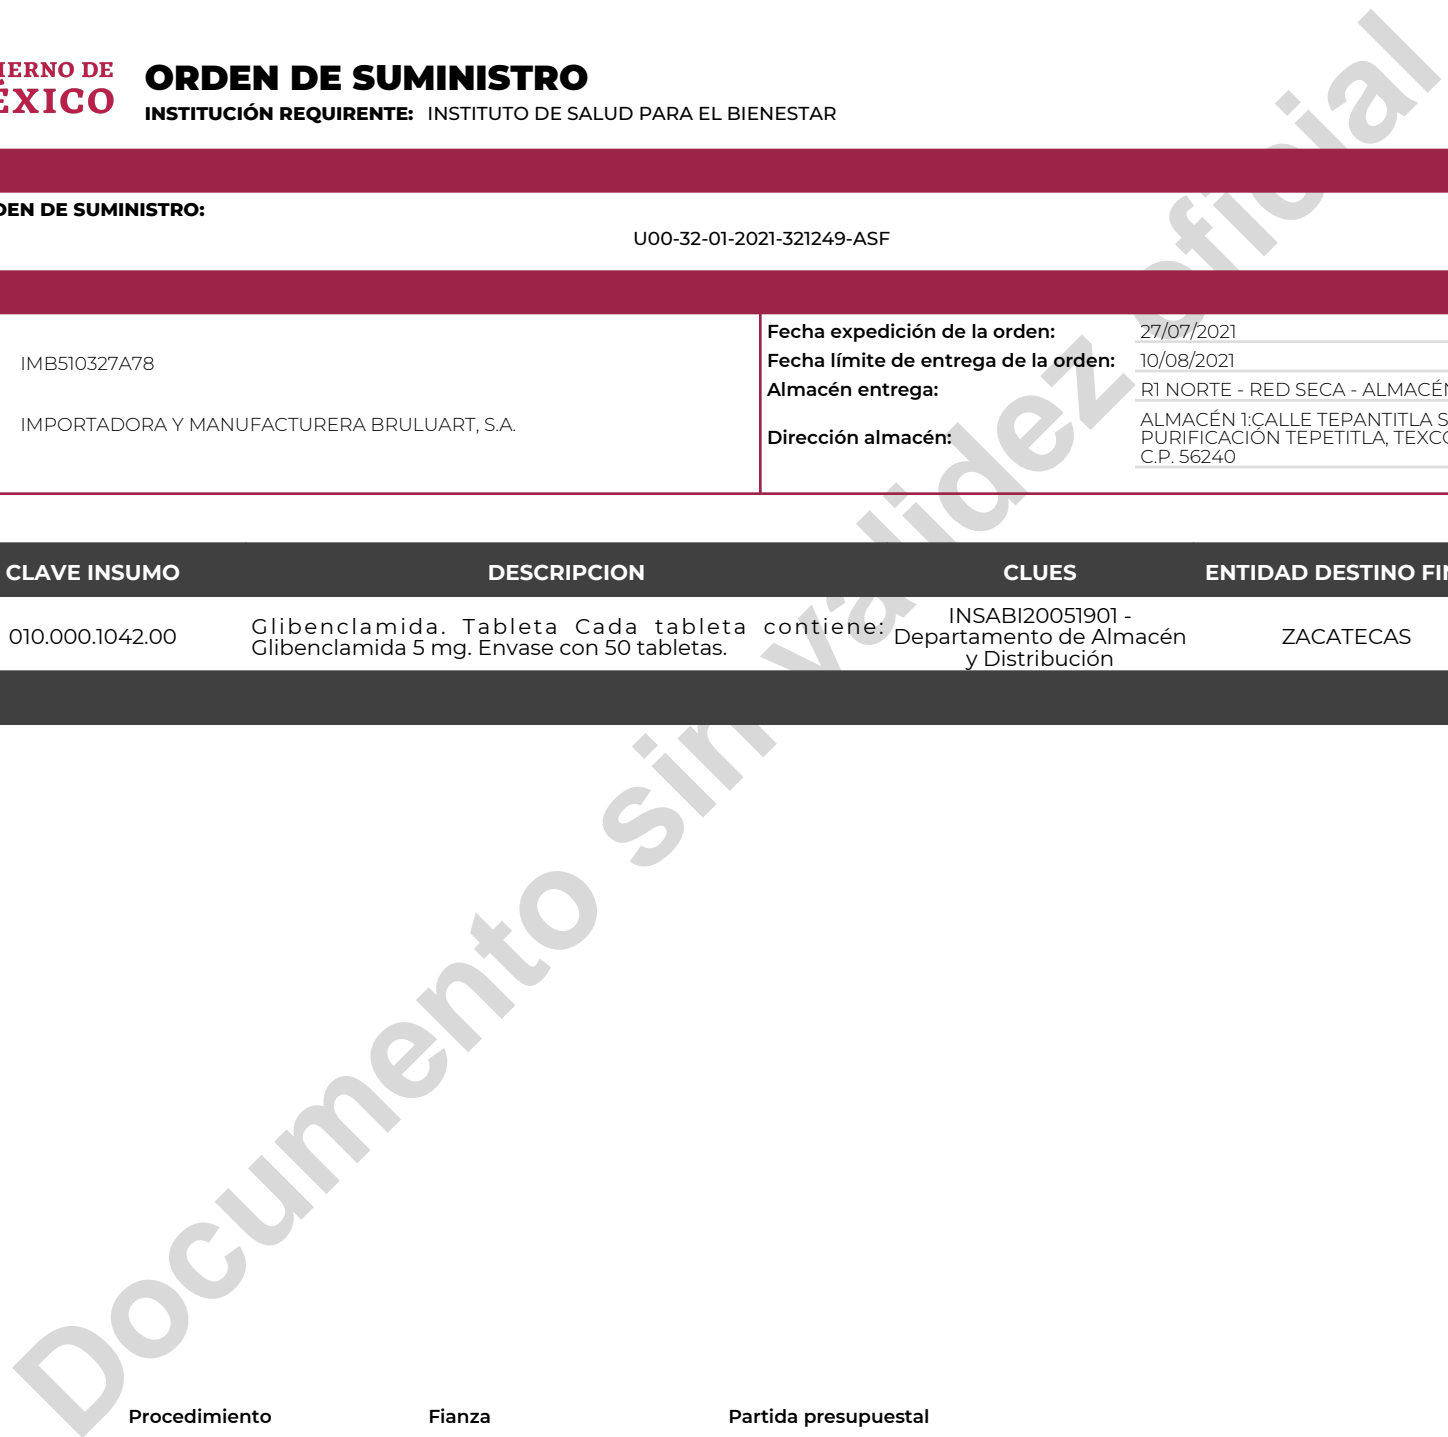 IERNO DE
ÉXICO
ORDEN DE SUMINISTRO
INSTITUCIÓN REQUIRENTE: INSTITUTO DE SALUD PARA EL BIENESTAR
DEN DE SUMINISTRO:
U00-32-01-2021-321249-ASF
IMB510327A78
IMPORTADORA Y MANUFACTURERA BRULUART, S.A.
Fecha expedición de la orden: 27/07/2021
Fecha límite de entrega de la orden: 10/08/2021
Almacén entrega: R1 NORTE - RED SECA - ALMACÉN
Dirección almacén: ALMACÉN 1:CALLE TEPANTITLA S
PURIFICACIÓN TEPETITLA, TEXCO
C.P. 56240
CLAVE INSUMO DESCRIPCION CLUES ENTIDAD DESTINO FIN
010.000.1042.00
Glibenclamida. Tableta Cada tableta contiene:
Glibenclamida 5 mg. Envase con 50 tabletas.
INSABI20051901 -
Departamento de Almacén
y Distribución
ZACATECAS
Documento sin validez oficial
Procedimiento Fianza Partida presupuestal